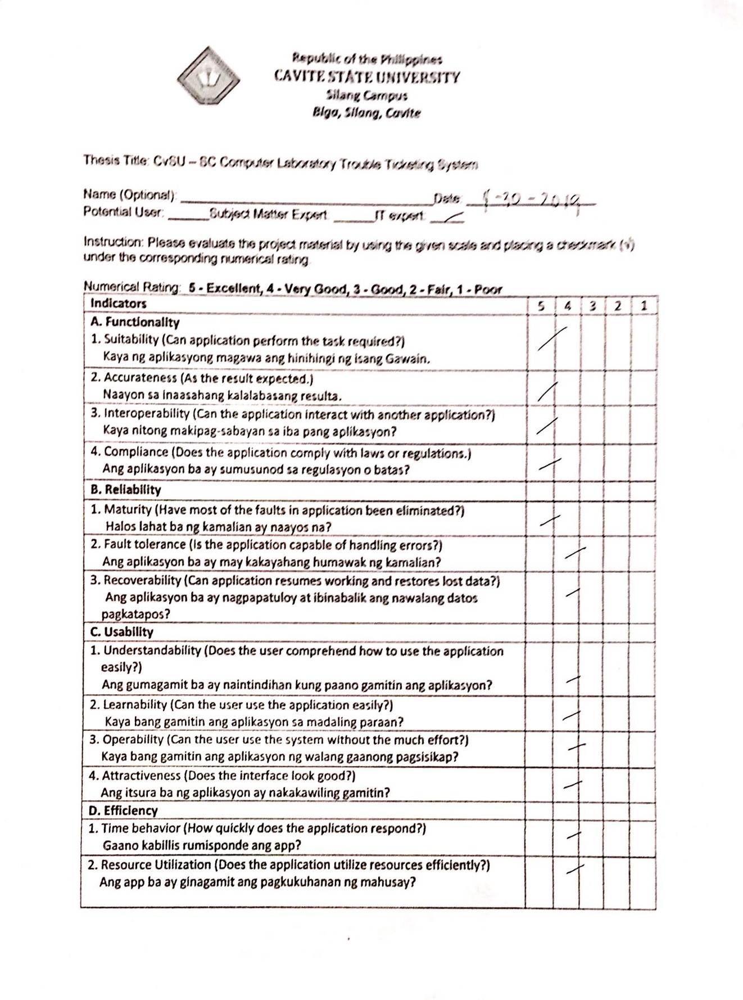 Republic of the Philippines
CAVITE STATE UNIVERSITY
Silang Campus
Biga, Silang, Cavite
Thesis Title: CvSU – SC Computer Laboratory Trouble Ticketing System
Name (Optional): Date: -30-2019
Potential User: Subject Matter Expert IT expert:
Instruction: Please evaluate the project material by using the given scale and placing a checkmark (√)
under the corresponding numerical rating
Numerical Rating: 5 - Excellent, 4 - Very Good, 3 - Good, 2 - Fair, 1 - Poor
Indicators 5 4 3 2 1
A. Functionality
1. Suitability (Can application perform the task required?)
Kaya ng aplikasyong magawa ang hinihingi ng isang Gawain.
2. Accurateness (As the result expected.)
Naayon sa inaasahang kalalabasang resulta.
3. Interoperability (Can the application interact with another application?)
Kaya nitong makipag-sabayan sa iba pang aplikasyon?
4. Compliance (Does the application comply with laws or regulations.)
Ang aplikasyon ba ay sumusunod sa regulasyon o batas?
B. Reliability
1. Maturity (Have most of the faults in application been eliminated?)
Halos lahat ba ng kamalian ay naayos na?
2. Fault tolerance (Is the application capable of handling errors?)
Ang aplikasyon ba ay may kakayahang humawak ng kamalian?
3. Recoverability (Can application resumes working and restores lost data?)
Ang aplikasyon ba ay nagpapatuloy at ibinabalik ang nawalang datos
pagkatapos?
C. Usability
1. Understandability (Does the user comprehend how to use the application
easily?)
Ang gumagamit ba ay naintindihan kung paano gamitin ang aplikasyon?
2. Learnability (Can the user use the application easily?)
Kaya bang gamitin ang aplikasyon sa madaling paraan?
3. Operability (Can the user use the system without the much effort?)
Kaya bang gamitin ang aplikasyon ng walang gaanong pagsisikap?
4. Attractiveness (Does the interface look good?)
Ang itsura ba ng aplikasyon ay nakakawiling gamitin?
D. Efficiency
1. Time behavior (How quickly does the application respond?)
Gaano kabillis rumisponde ang app?
2. Resource Utilization (Does the application utilize resources efficiently?)
Ang app ba ay ginagamit ang pagkukuhanan ng mahusay?